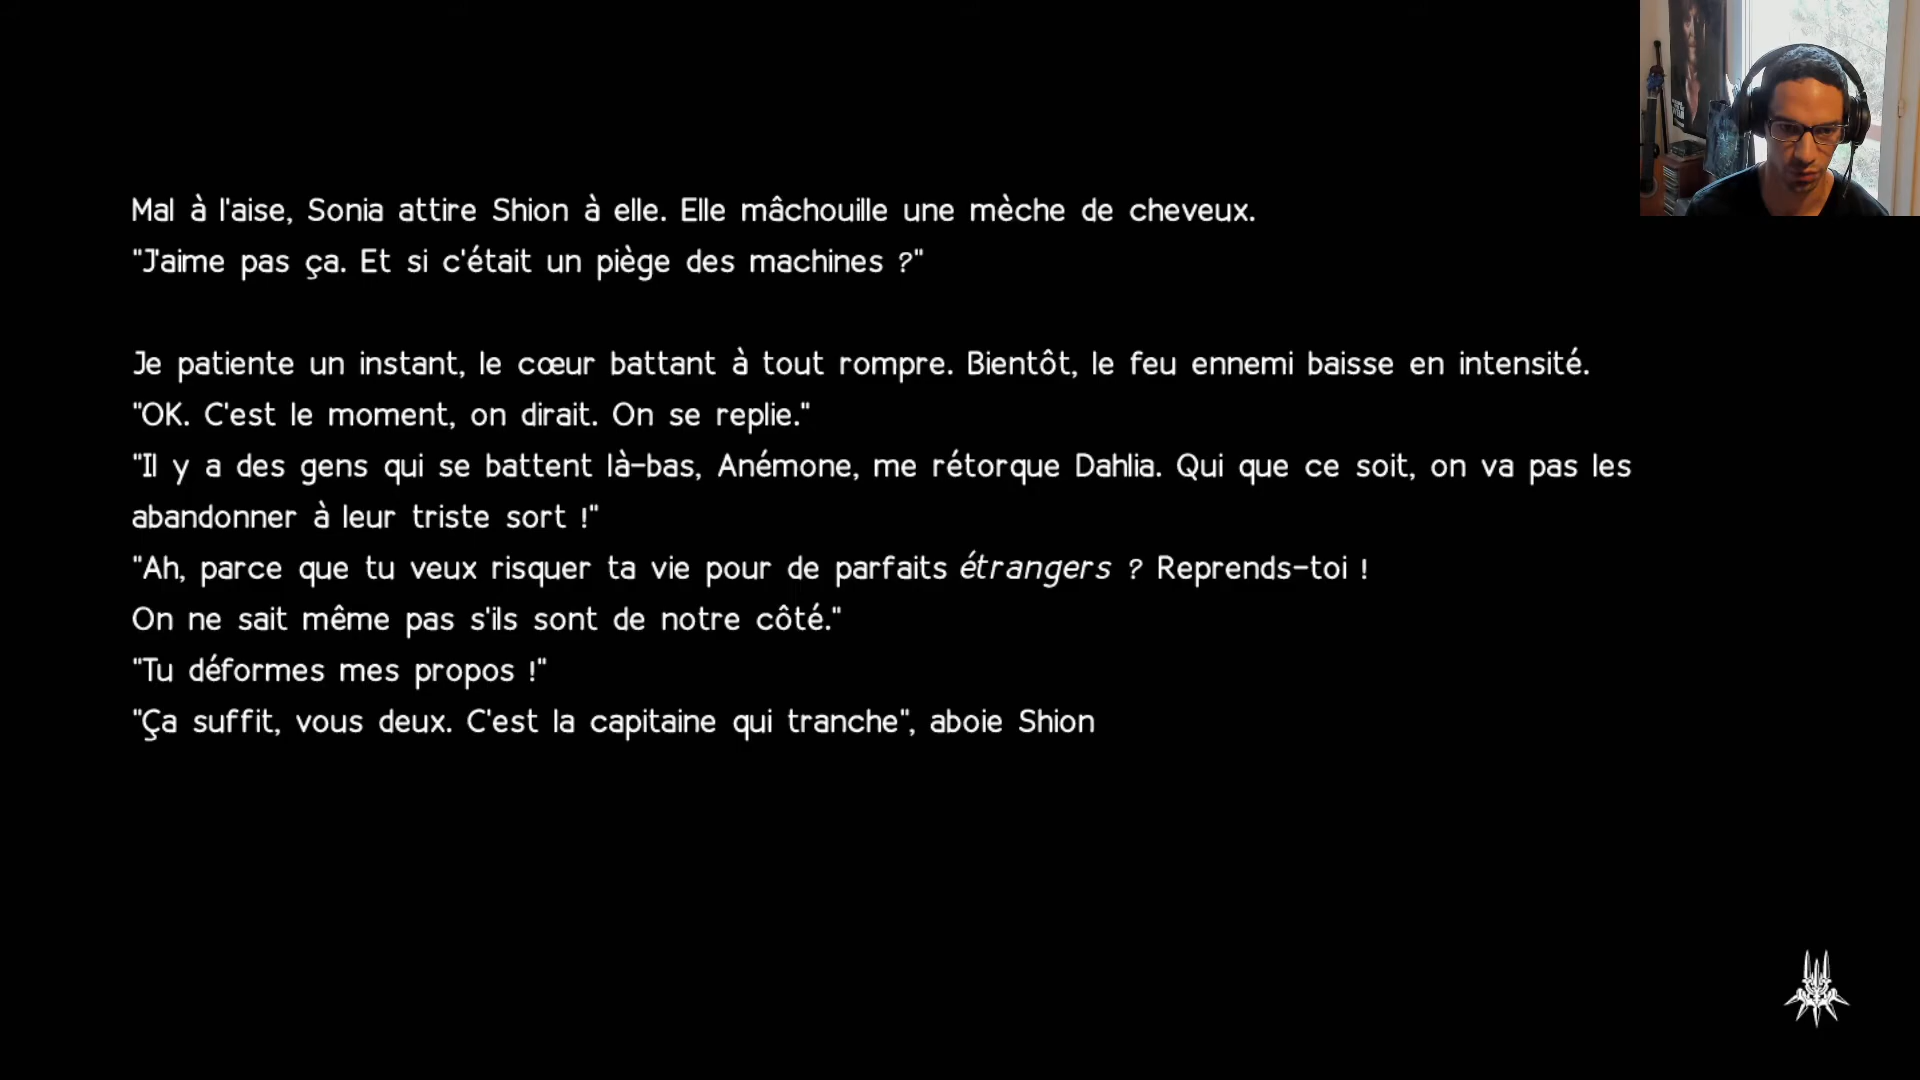 Mal à l'aise, Sonia attire Shion à elle. Elle mâchouille une mèche de cheveux.
"J'aime pas ça. Et si c'était un piège des machines ?"
Je patiente un instant, le cœur battant à tout rompre. Bientôt, le feu ennemi baisse en intensité.
"OK. C'est le moment, on dirait. On se replie."
"Il y a des gens qui se battent là-bas, Anémone, me rétorque Dahlia. Qui que ce soit, on va pas les
abandonner à leur triste sort !"
"Ah, parce que tu veux risquer ta vie pour de parfaits étrangers ? Reprends-toi !
On ne sait même pas s'ils sont de notre côté."
"Tu déformes mes propos !"
"Ça suffit, vous deux. C'est la capitaine qui tranche", aboie Shion